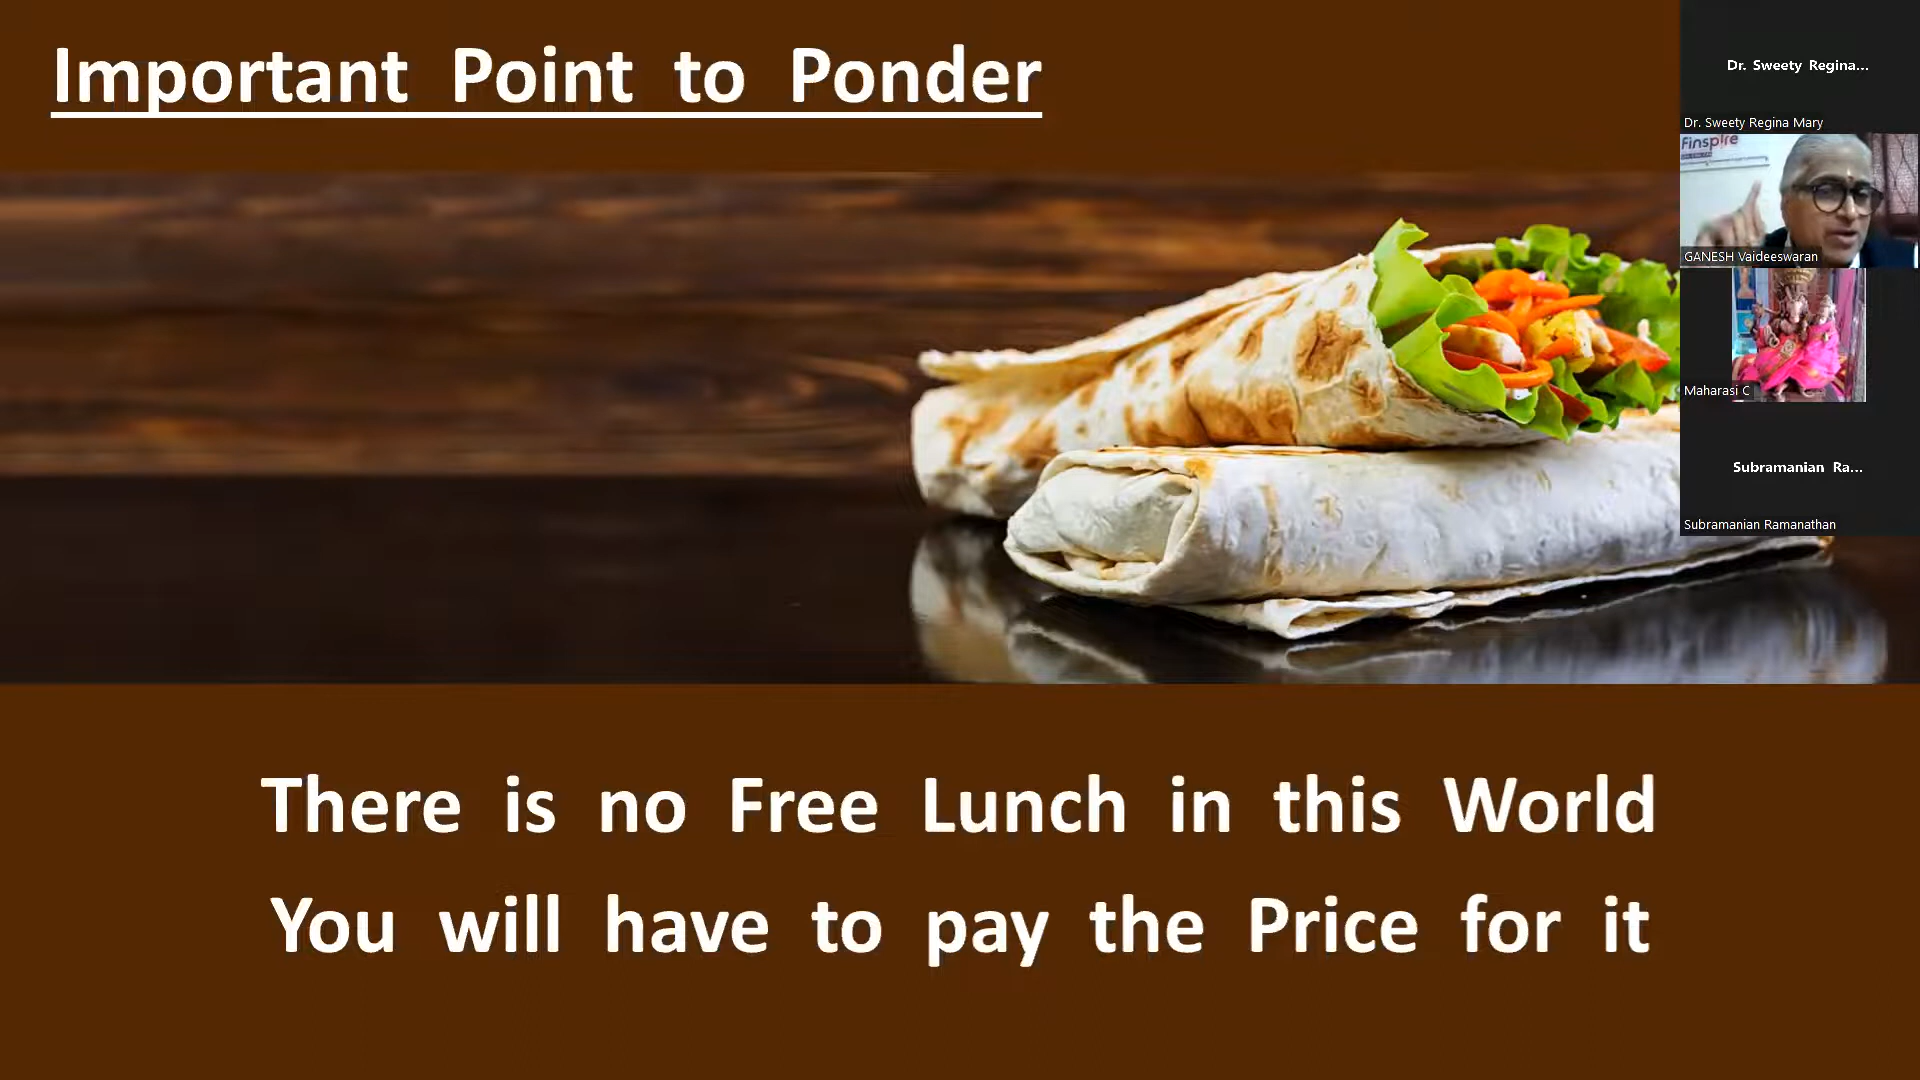 Important Point to Ponder
Dr. Sweety Regina...
Dr. Sweety Regina Mary
Finspire
GANESH Vaideeswaran
Maharasi C
Subramanian Ra...
Subramanian Ramanathan
There is no Free Lunch in this World
You will have to pay the Price for it